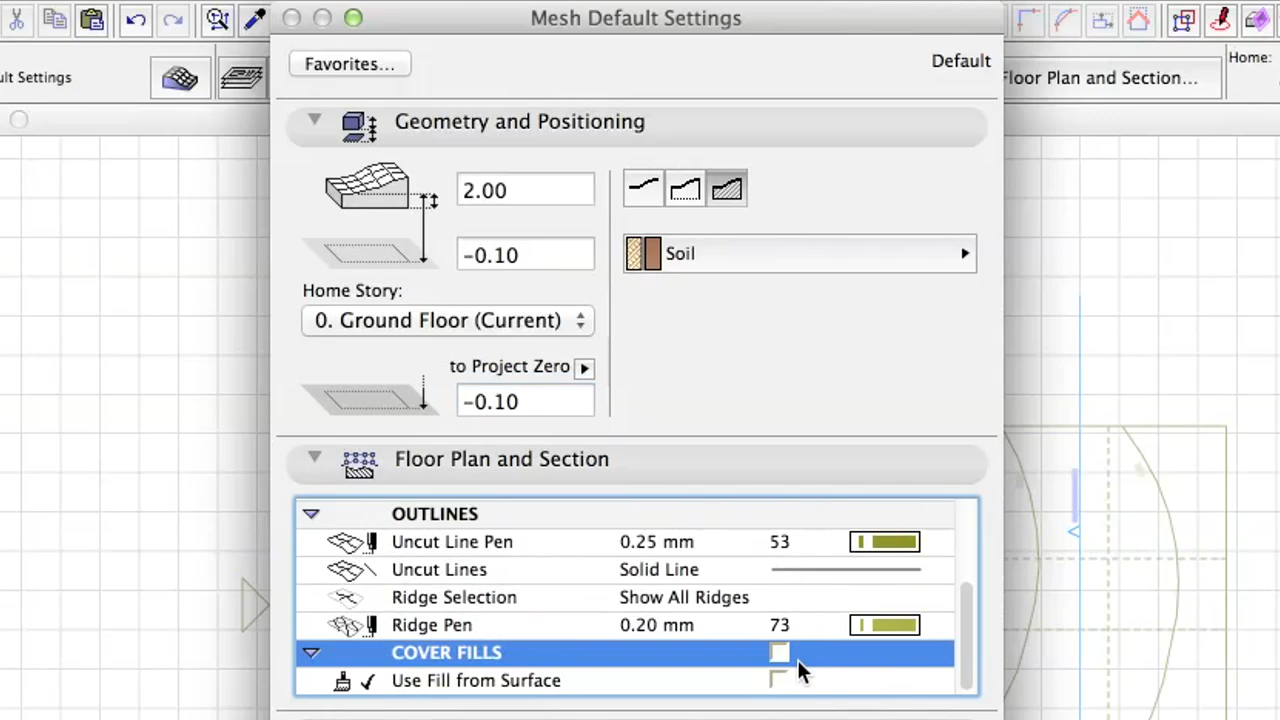 Mesh Default Settings
Favorites...
Default
ult Settings
Floor Plan and Section...
Home:
Geometry and Positioning
2.00
-0.10
Soil
Home Story:
0. Ground Floor (Current)
to Project Zero
-0.10
Floor Plan and Section
OUTLINES
Uncut Line Pen 0.25 mm 53
Uncut Lines Solid Line
Ridge Selection Show All Ridges
Ridge Pen 0.20 mm 73
COVER FILLS
Use Fill from Surface